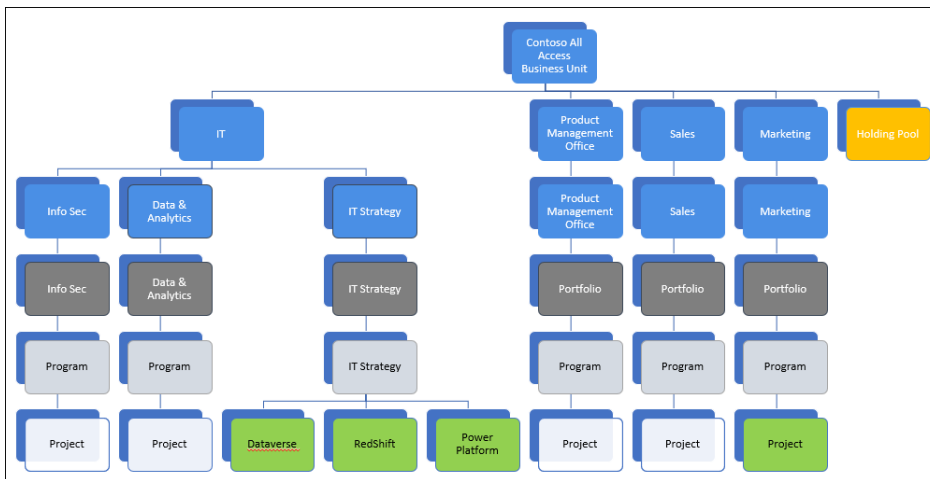 Contoso All
Access
Business Unit
IT
Product
Management
Office
Sales
Marketing
Holding Pool
Info Sec
Data &
Analytics
IT Strategy
Product
Management
Office
Sales
Marketing
Info Sec
Data &
Analytics
IT Strategy
Portfolio
Portfolio
Portfolio
Program
Program
IT Strategy
Program
Program
Program
Project
Project
Dataverse
RedShift
Power
Platform
Project
Project
Project